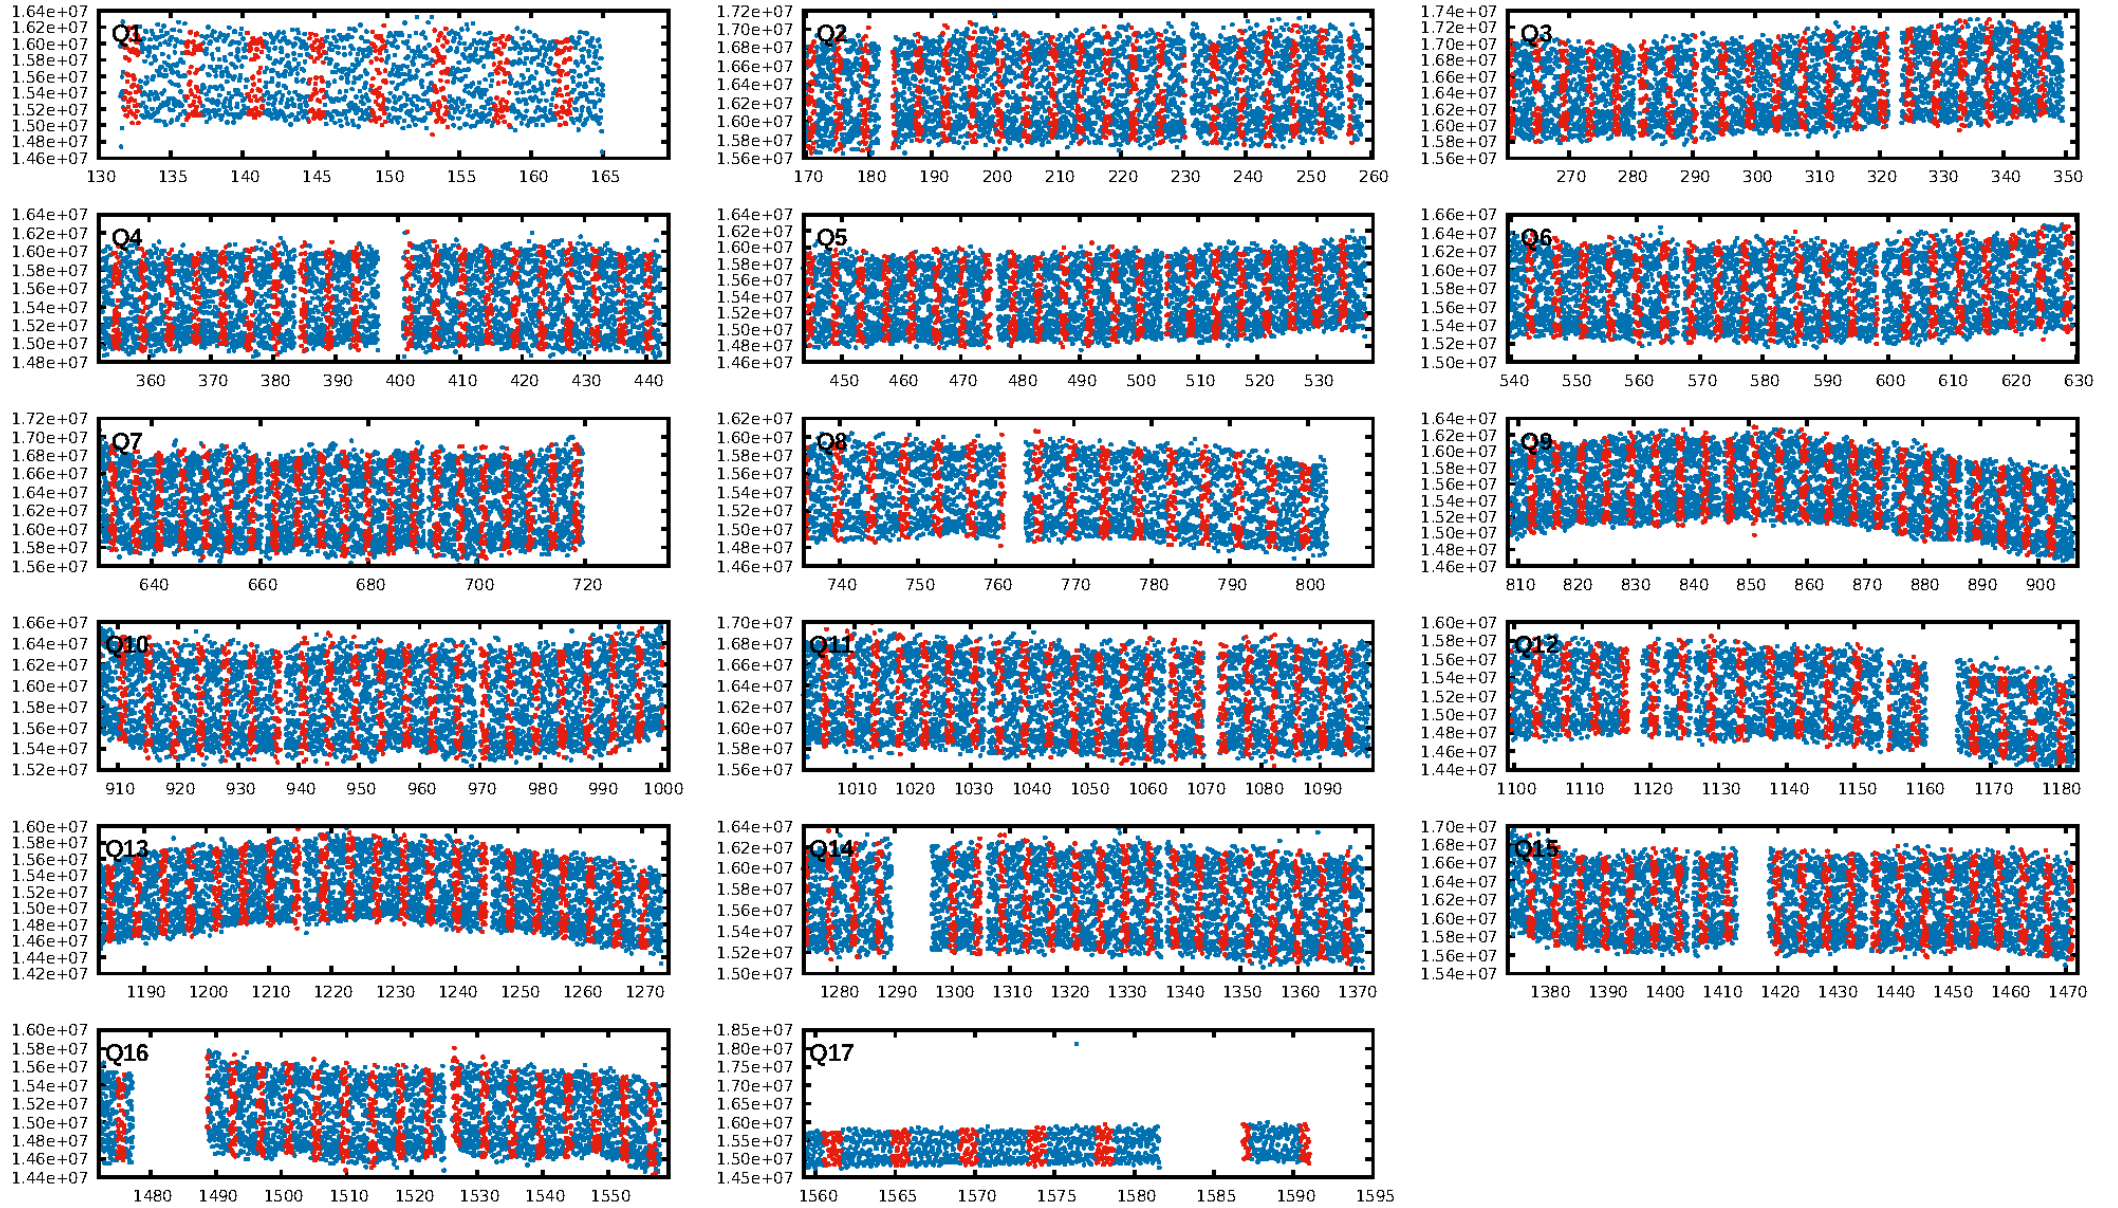 Q1
1.64e+07
1.62e+07
1.60e+07
1.58e+07
1.56e+07
1.54e+07
1.52e+07
1.50e+07
1.48e+07
1.46e+07
130 135 140 145 150 155 160 165
Q2
1.72e+07
1.70e+07
1.68e+07
1.66e+07
1.64e+07
1.62e+07
1.60e+07
1.58e+07
1.56e+07
170 180 190 200 210 220 230 240 250 260
Q3
1.74e+07
1.72e+07
1.70e+07
1.68e+07
1.66e+07
1.64e+07
1.62e+07
1.60e+07
1.58e+07
1.56e+07
270 280 290 300 310 320 330 340 350
Q4
1.64e+07
1.62e+07
1.60e+07
1.58e+07
1.56e+07
1.54e+07
1.52e+07
1.50e+07
1.48e+07
360 370 380 390 400 410 420 430 440
Q5
1.64e+07
1.62e+07
1.60e+07
1.58e+07
1.56e+07
1.54e+07
1.52e+07
1.50e+07
1.48e+07
1.46e+07
450 460 470 480 490 500 510 520 530
Q6
1.66e+07
1.64e+07
1.62e+07
1.60e+07
1.58e+07
1.56e+07
1.54e+07
1.52e+07
1.50e+07
540 550 560 570 580 590 600 610 620 630
Q7
1.72e+07
1.70e+07
1.68e+07
1.66e+07
1.64e+07
1.62e+07
1.60e+07
1.58e+07
1.56e+07
640 660 680 700 720
Q8
1.62e+07
1.60e+07
1.58e+07
1.56e+07
1.54e+07
1.52e+07
1.50e+07
1.48e+07
1.46e+07
740 750 760 770 780 790 800
Q9
1.64e+07
1.62e+07
1.60e+07
1.58e+07
1.56e+07
1.54e+07
1.52e+07
1.50e+07
1.48e+07
1.46e+07
810 820 830 840 850 860 870 880 890 900
Q10
1.66e+07
1.64e+07
1.62e+07
1.60e+07
1.58e+07
1.56e+07
1.54e+07
1.52e+07
910 920 930 940 950 960 970 980 990 1000
Q11
1.70e+07
1.68e+07
1.66e+07
1.64e+07
1.62e+07
1.60e+07
1.58e+07
1.56e+07
1010 1020 1030 1040 1050 1060 1070 1080 1090
Q12
1.60e+07
1.58e+07
1.56e+07
1.54e+07
1.52e+07
1.50e+07
1.48e+07
1.46e+07
1.44e+07
1100 1110 1120 1130 1140 1150 1160 1170 1180
Q13
1.60e+07
1.58e+07
1.56e+07
1.54e+07
1.52e+07
1.50e+07
1.48e+07
1.46e+07
1.44e+07
1.42e+07
1190 1200 1210 1220 1230 1240 1250 1260 1270
Q14
1.64e+07
1.62e+07
1.60e+07
1.58e+07
1.56e+07
1.54e+07
1.52e+07
1.50e+07
1280 1290 1300 1310 1320 1330 1340 1350 1360 1370
Q15
1.70e+07
1.68e+07
1.66e+07
1.64e+07
1.62e+07
1.60e+07
1.58e+07
1.56e+07
1.54e+07
1380 1390 1400 1410 1420 1430 1440 1450 1460 1470
Q16
1.60e+07
1.58e+07
1.56e+07
1.54e+07
1.52e+07
1.50e+07
1.48e+07
1.46e+07
1.44e+07
1480 1490 1500 1510 1520 1530 1540 1550
Q17
1.85e+07
1.80e+07
1.75e+07
1.70e+07
1.65e+07
1.60e+07
1.55e+07
1.50e+07
1.45e+07
1560 1565 1570 1575 1580 1585 1590 1595